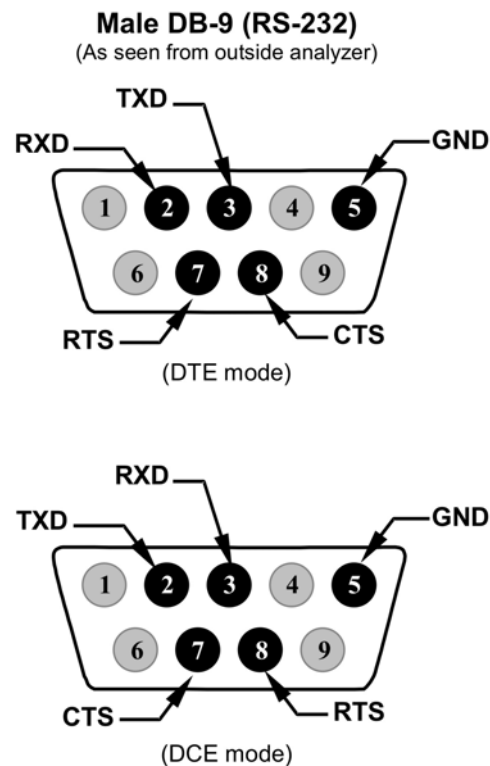 Male DB-9 (RS-232)
(As seen from outside analyzer)
TXD
RXD
GND
1 2 3 4 5
6 7 8 9
RTS
CTS
(DTE mode)
RXD
TXD
GND
1 2 3 4 5
6 7 8 9
CTS
RTS
(DCE mode)